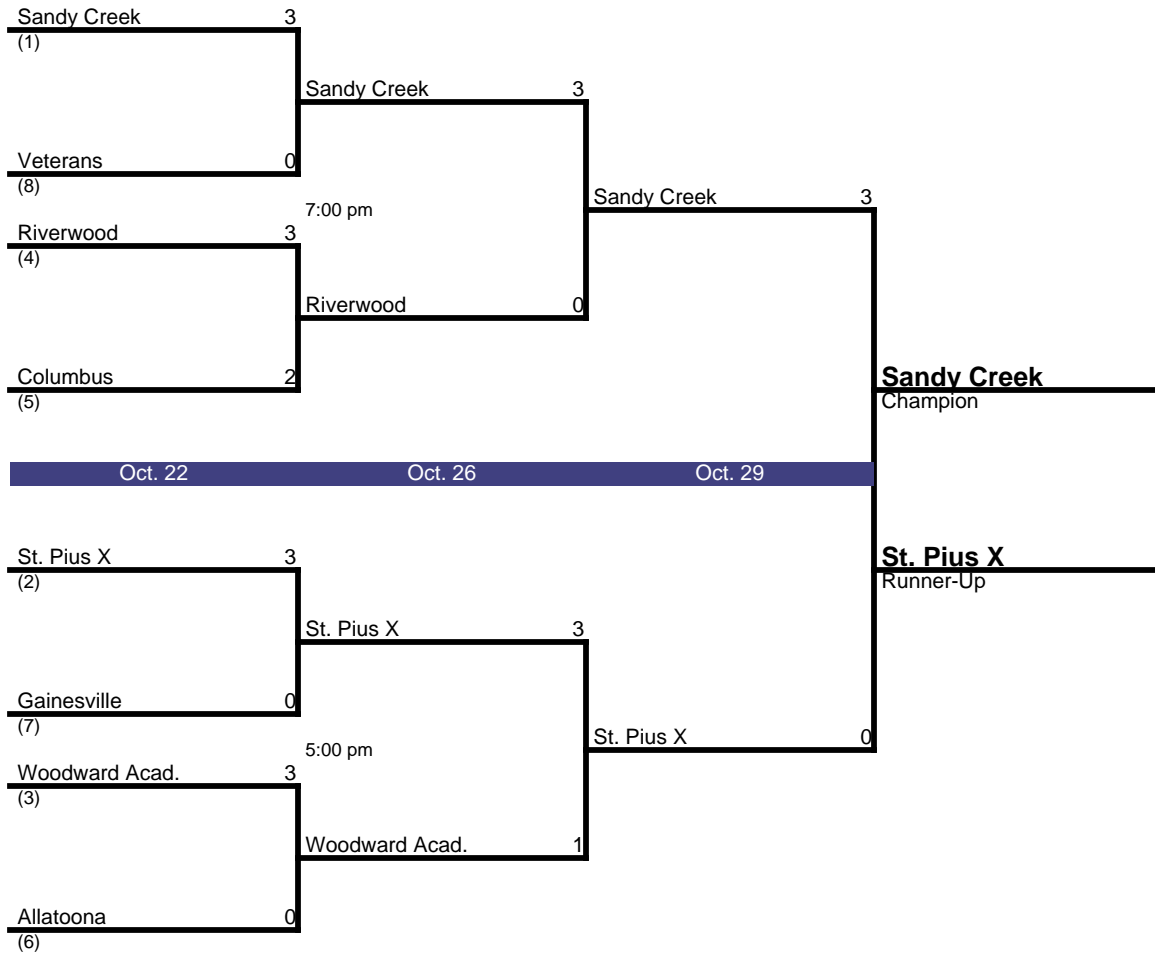 Sandy Creek 3
(1)
Sandy Creek 3
Veterans 0
(8)
Sandy Creek 3
7:00 pm
Riverwood 3
(4)
Riverwood 0
Columbus 2
(5)
Sandy Creek
Champion
Oct. 22 Oct. 26 Oct. 29
St. Pius X 3
(2)
St. Pius X
Runner-Up
St. Pius X 3
Gainesville 0
(7)
St. Pius X 0
5:00 pm
Woodward Acad. 3
(3)
Woodward Acad. 1
Allatoona 0
(6)